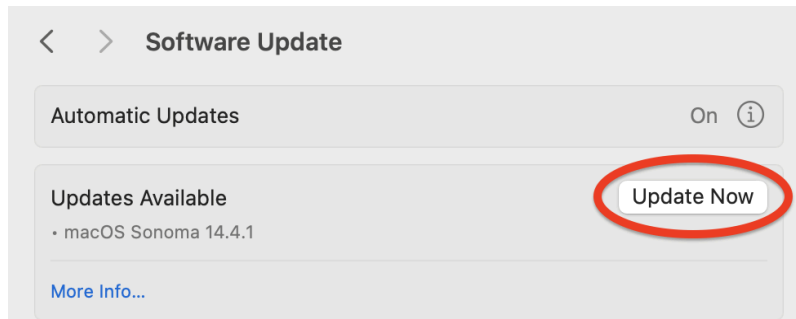 Software Update
Automatic Updates On
Updates Available Update Now
• macOS Sonoma 14.4.1
More Info...